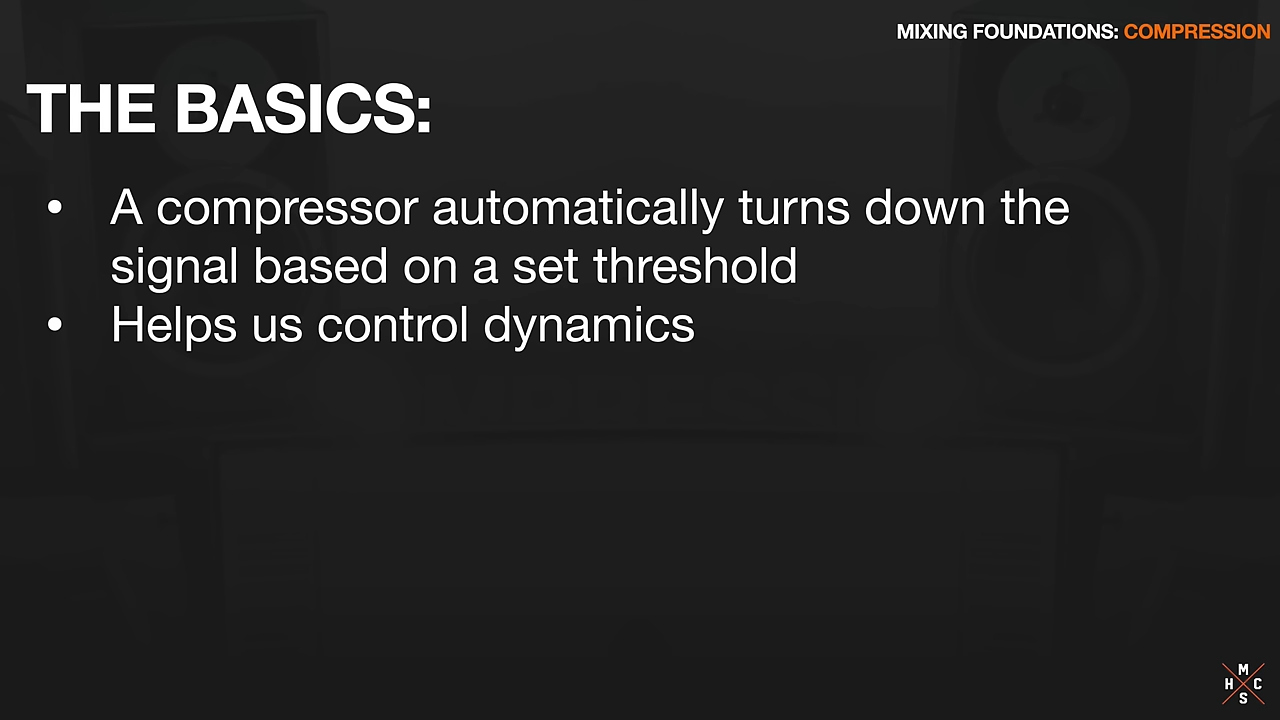 MIXING FOUNDATIONS: COMPRESSION
THE BASICS:
• A compressor automatically turns down the
signal based on a set threshold
• Helps us control dynamics
M
H C
S